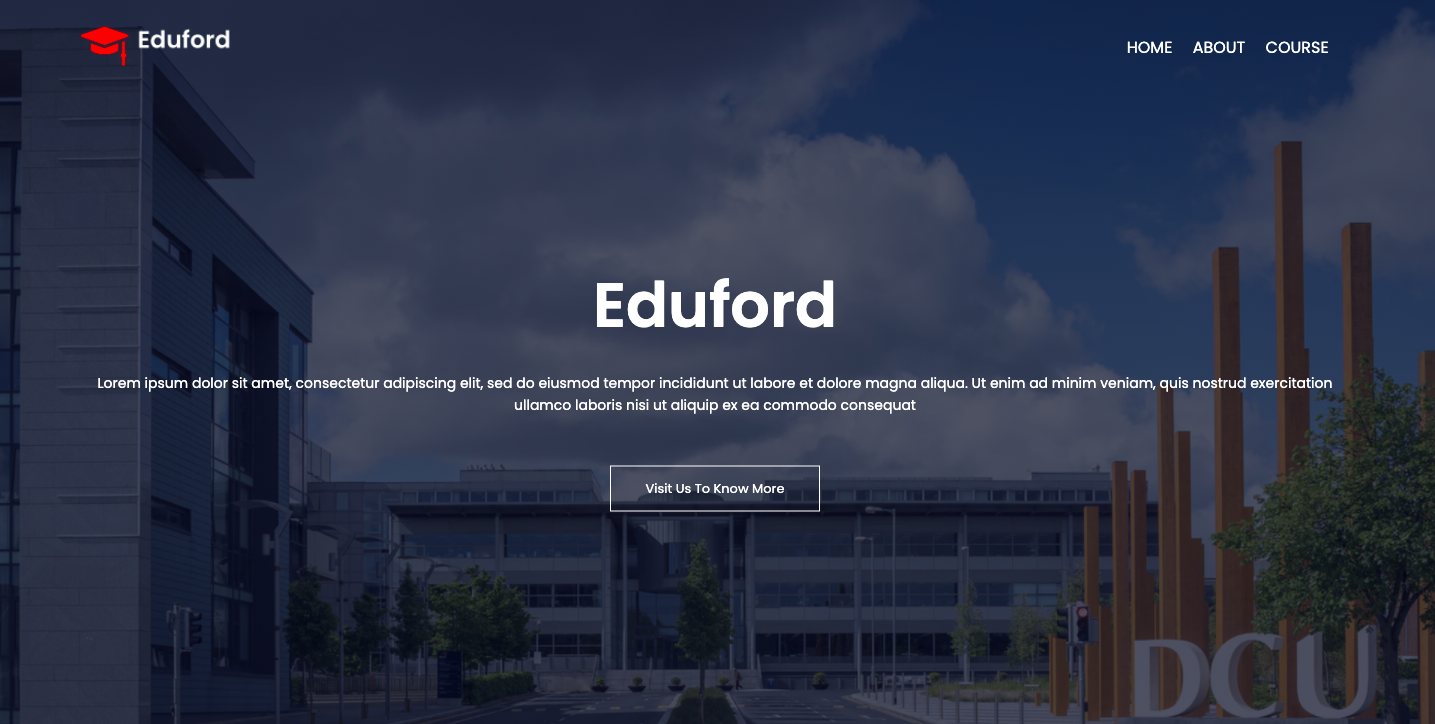 Eduford
HOME ABOUT COURSE
Eduford
Lorem ipsum dolor sit amet, consectetur adipiscing elit, sed do eiusmod tempor incididunt ut labore et dolore magna aliqua. Ut enim ad minim veniam, quis nostrud exercitation
ullamco laboris nisi ut aliquip ex ea commodo consequat
Visit Us To Know More
DCU